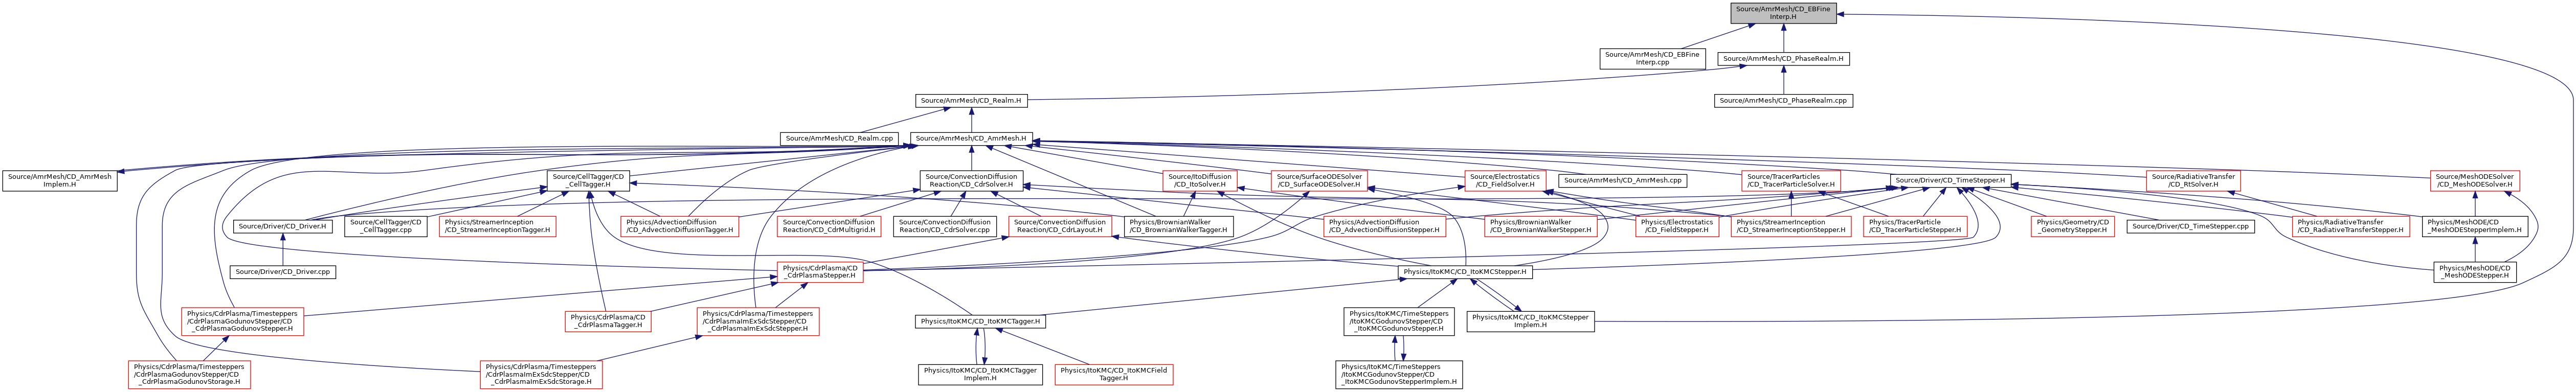 Source/AmrMesh/CD_EBFine
Interp.H
Source/AmrMesh/CD_EBFine
Interp.cpp
Source/AmrMesh/CD_PhaseRealm.H
Source/AmrMesh/CD_Realm.H
Source/AmrMesh/CD_PhaseRealm.cpp
Source/AmrMesh/CD_Realm.cpp
Source/AmrMesh/CD_AmrMesh.H
Source/AmrMesh/CD_AmrMesh
Implem.H
Source/CellTagger/CD
_CellTagger.H
Source/ConvectionDiffusion
Reaction/CD_CdrSolver.H
Source/ItoDiffusion
/CD_ItoSolver.H
Source/SurfaceODESolver
/CD_SurfaceODESolver.H
Source/Electrostatics
/CD_FieldSolver.H
Source/AmrMesh/CD_AmrMesh.cpp
Source/TracerParticles
/CD_TracerParticleSolver.H
Source/Driver/CD_TimeStepper.H
Source/RadiativeTransfer
/CD_RtSolver.H
Source/MeshODESolver
/CD_MeshODESolver.H
Source/Driver/CD_Driver.H
Source/CellTagger/CD
_CellTagger.cpp
Physics/StreamerInception
/CD_StreamerInceptionTagger.H
Physics/AdvectionDiffusion
/CD_AdvectionDiffusionTagger.H
Source/ConvectionDiffusion
Reaction/CD_CdrMultigrid.H
Source/ConvectionDiffusion
Reaction/CD_CdrSolver.cpp
Source/ConvectionDiffusion
Reaction/CD_CdrLayout.H
Physics/BrownianWalker
/CD_BrownianWalkerTagger.H
Physics/AdvectionDiffusion
/CD_AdvectionDiffusionStepper.H
Physics/BrownianWalker
/CD_BrownianWalkerStepper.H
Physics/Electrostatics
/CD_FieldStepper.H
Physics/StreamerInception
/CD_StreamerInceptionStepper.H
Physics/TracerParticle
/CD_TracerParticleStepper.H
Physics/Geometry/CD
_GeometryStepper.H
Source/Driver/CD_TimeStepper.cpp
Physics/RadiativeTransfer
/CD_RadiativeTransferStepper.H
Physics/MeshODE/CD
_MeshODEStepperImplem.H
Source/Driver/CD_Driver.cpp
Physics/CdrPlasma/CD
_CdrPlasmaStepper.H
Physics/ItoKMC/CD_ItoKMCStepper.H
Physics/MeshODE/CD
_MeshODEStepper.H
Physics/CdrPlasma/Timesteppers
/CdrPlasmaGodunovStepper/CD
_CdrPlasmaGodunovStepper.H
Physics/CdrPlasma/CD
_CdrPlasmaTagger.H
Physics/CdrPlasma/Timesteppers
/CdrPlasmaImExSdcStepper/CD
_CdrPlasmaImExSdcStepper.H
Physics/ItoKMC/CD_ItoKMCTagger.H
Physics/ItoKMC/TimeSteppers
/ItoKMCGodunovStepper/CD
_ItoKMCGodunovStepper.H
Physics/ItoKMC/CD_ItoKMCStepper
Implem.H
Physics/CdrPlasma/Timesteppers
/CdrPlasmaGodunovStepper/CD
_CdrPlasmaGodunovStorage.H
Physics/CdrPlasma/Timesteppers
/CdrPlasmaImExSdcStepper/CD
_CdrPlasmaImExSdcStorage.H
Physics/ItoKMC/CD_ItoKMCTagger
Implem.H
Physics/ItoKMC/CD_ItoKMCField
Tagger.H
Physics/ItoKMC/TimeSteppers
/ItoKMCGodunovStepper/CD
_ItoKMCGodunovStepperImplem.H